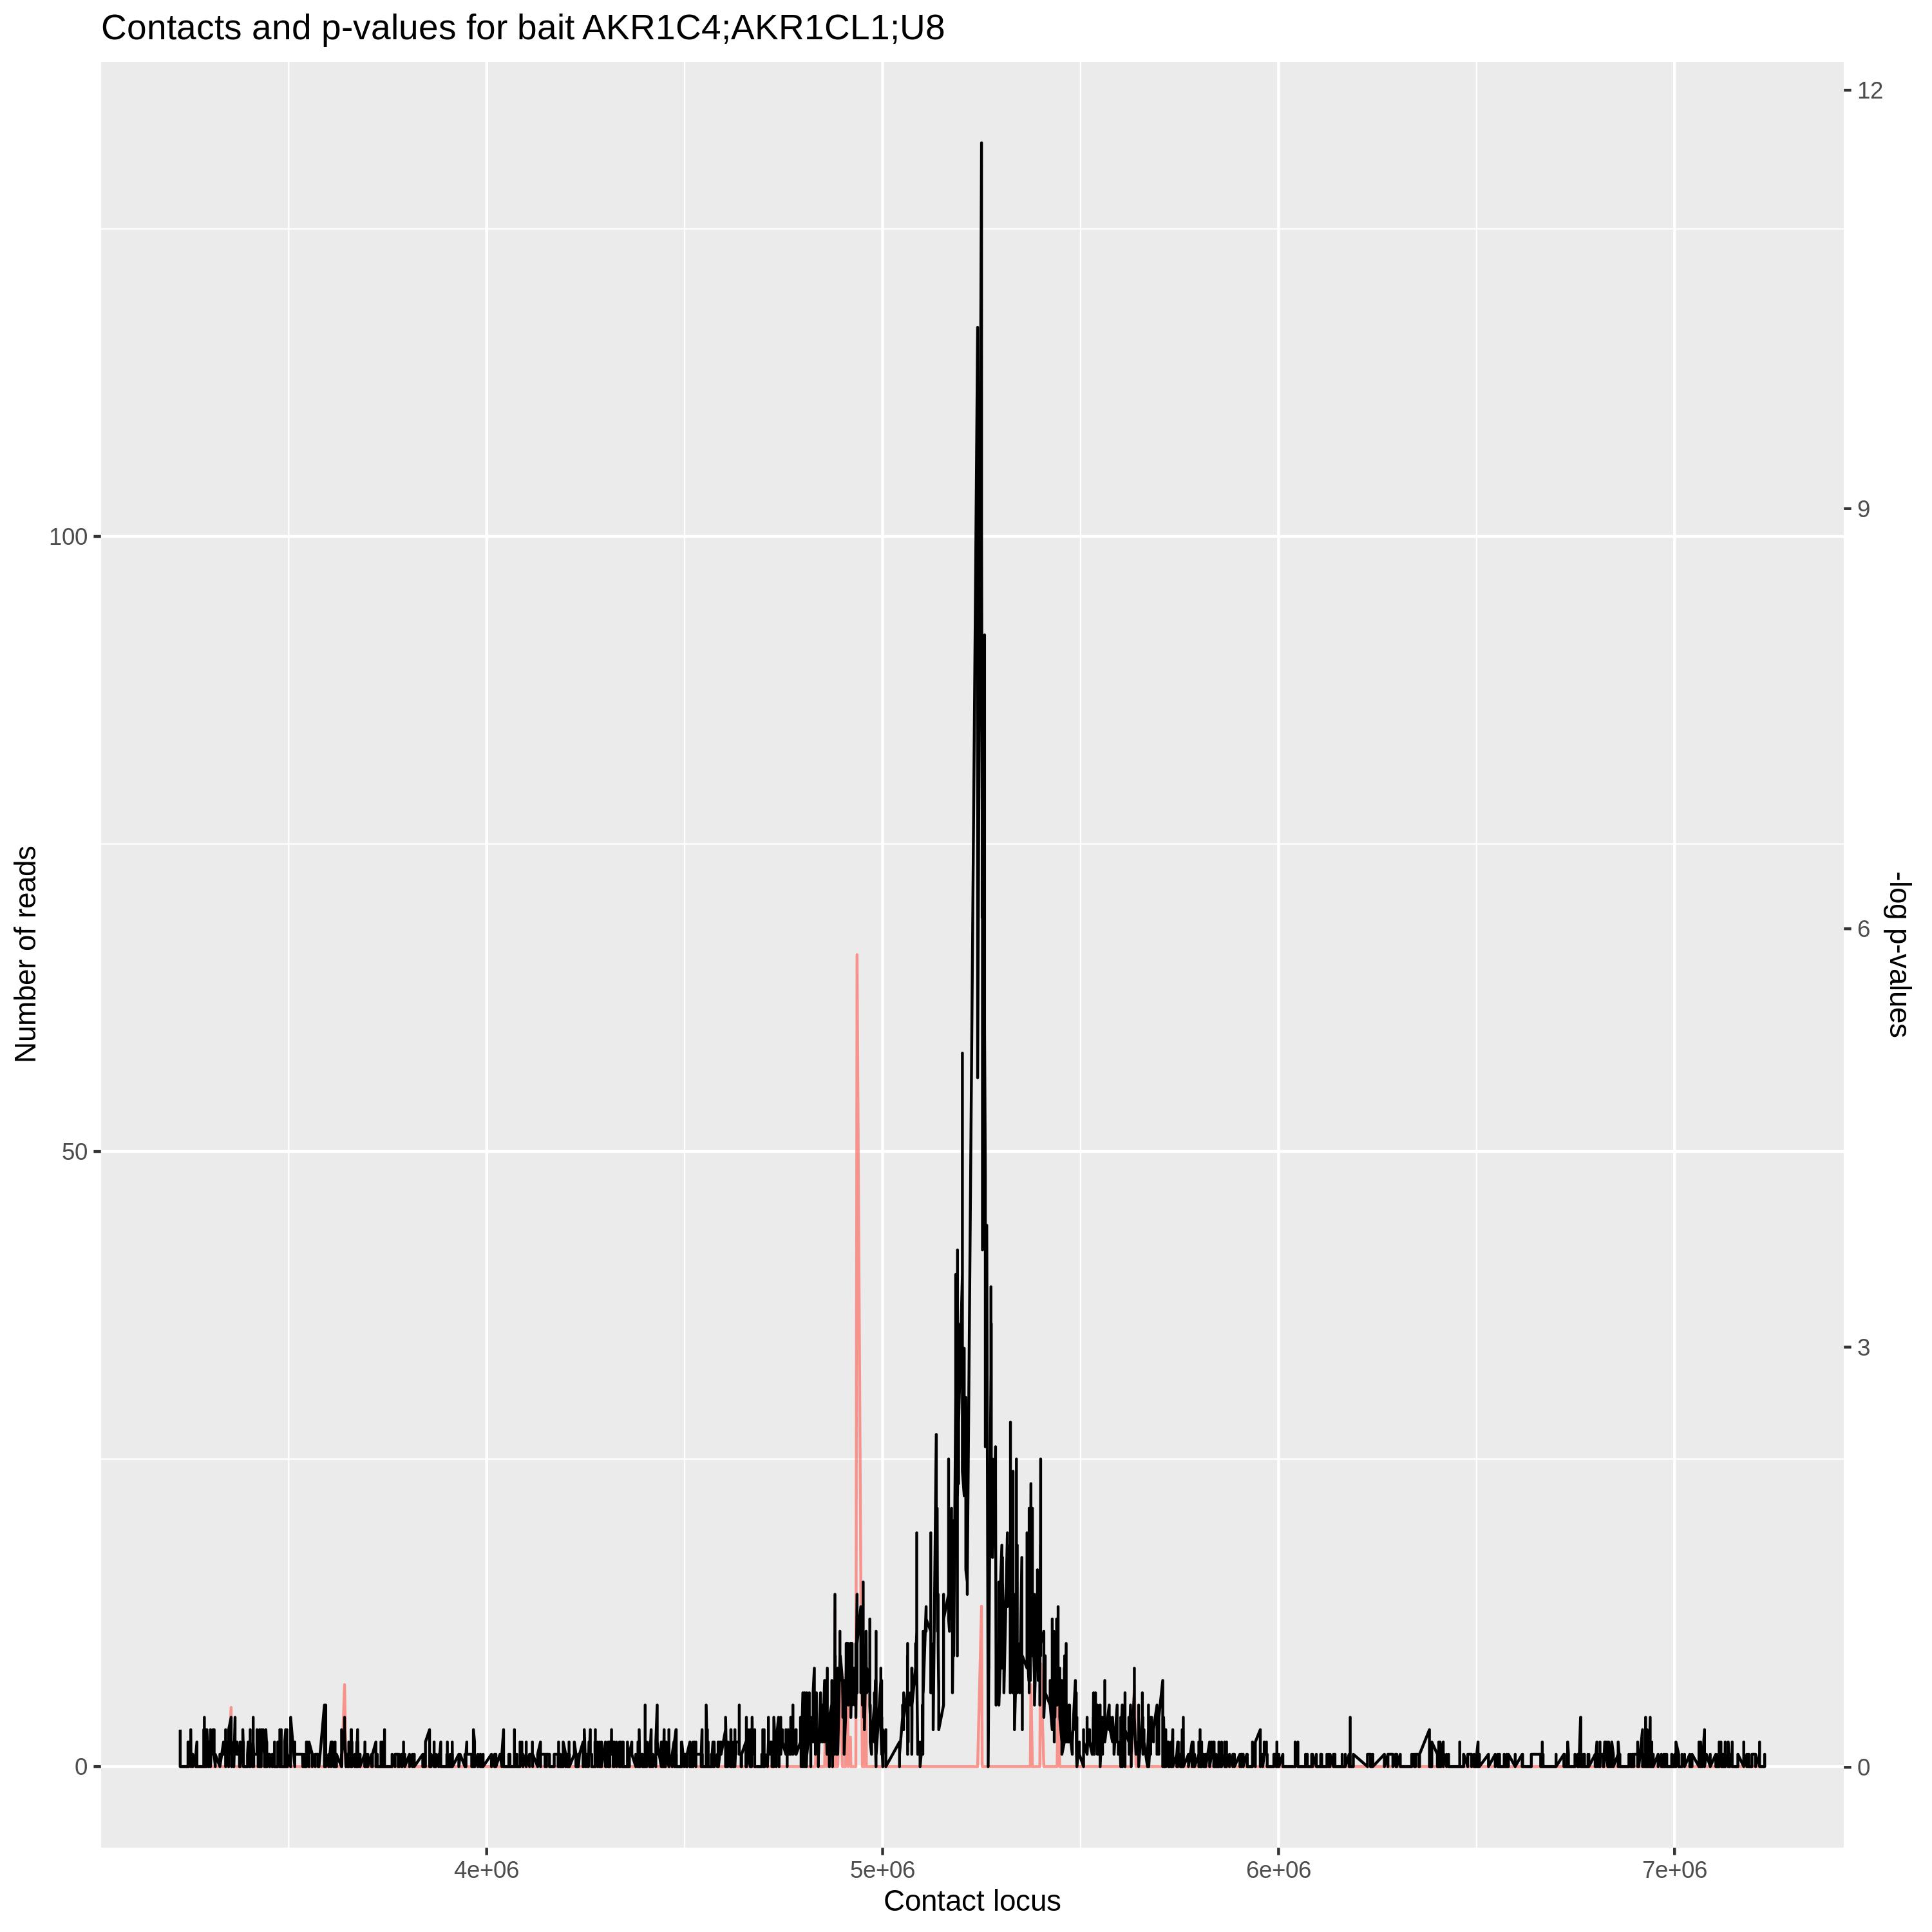 Contacts and p-values for bait AKR1C4;AKR1CL1;U8
12
9
100
6
Number of reads
-log p-values
50
3
0
0
4e+06 5e+06 6e+06 7e+06
Contact locus